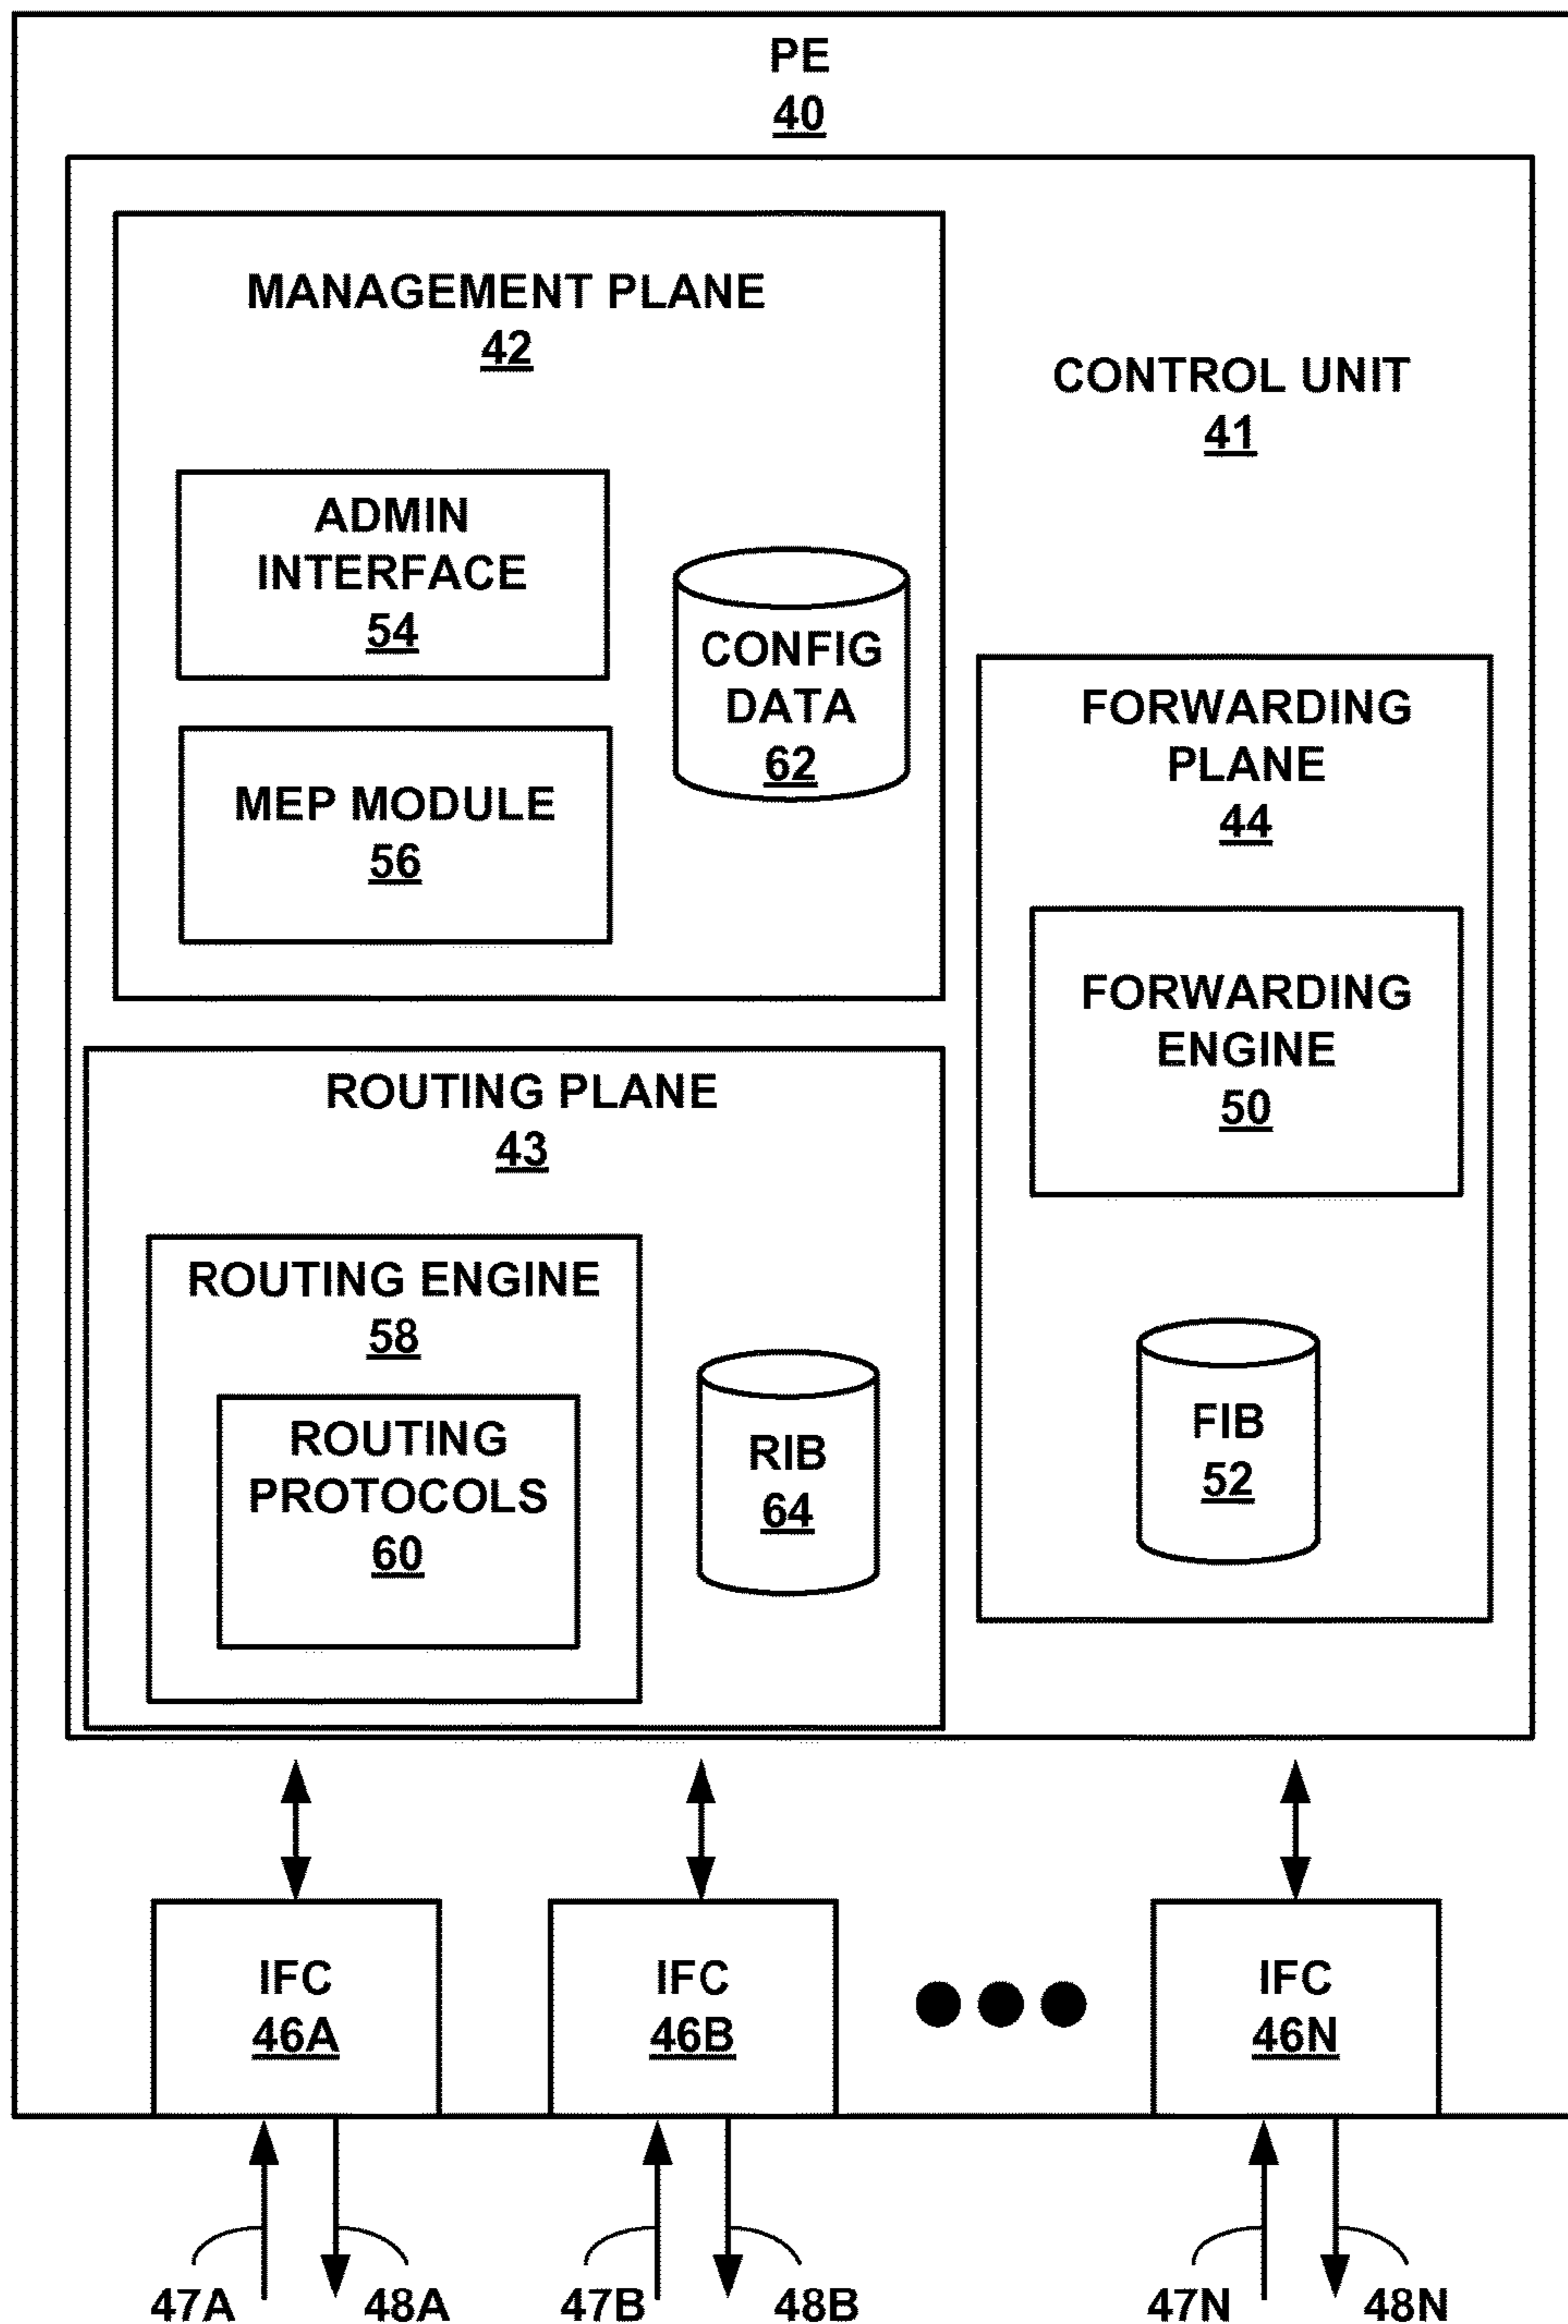 PE
40
MANAGEMENT PLANE
42
CONTROL UNIT
41
ADMIN
INTERFACE
54
CONFIG
DATA
62
MEP MODULE
56
FORWARDING
PLANE
44
FORWARDING
ENGINE
50
ROUTING PLANE
43
ROUTING ENGINE
58
ROUTING
PROTOCOLS
60
RIB
64
FIB
52
IFC
46A
IFC
46B
IFC
46N
47A
48A
47B
48B
47N
48N